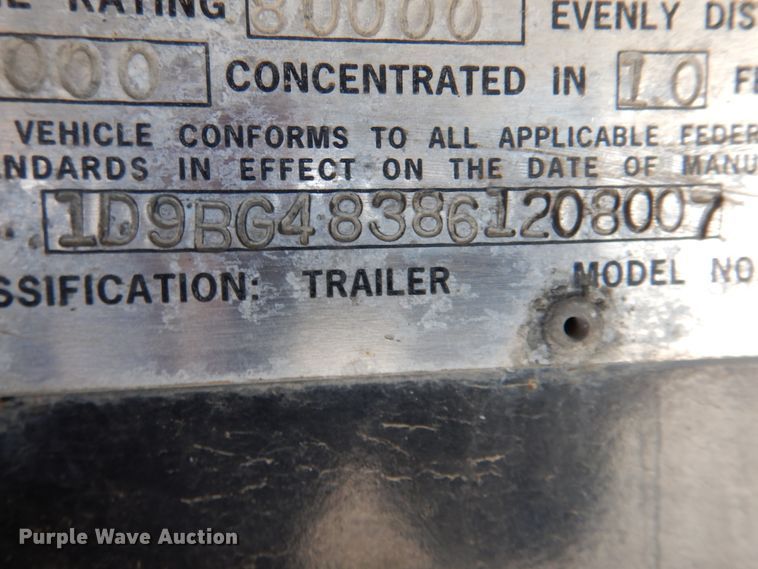 RATING 80000 EVENLY DIS
000 CONCENTRATED IN 10 F
VEHICLE CONFORMS TO ALL APPLICABLE FEDER
NDARDS IN EFFECT ON THE DATE OF MANU
1D9BG483861208007
SSIFICATION: TRAILER MODEL NO
Purple Wave Auction